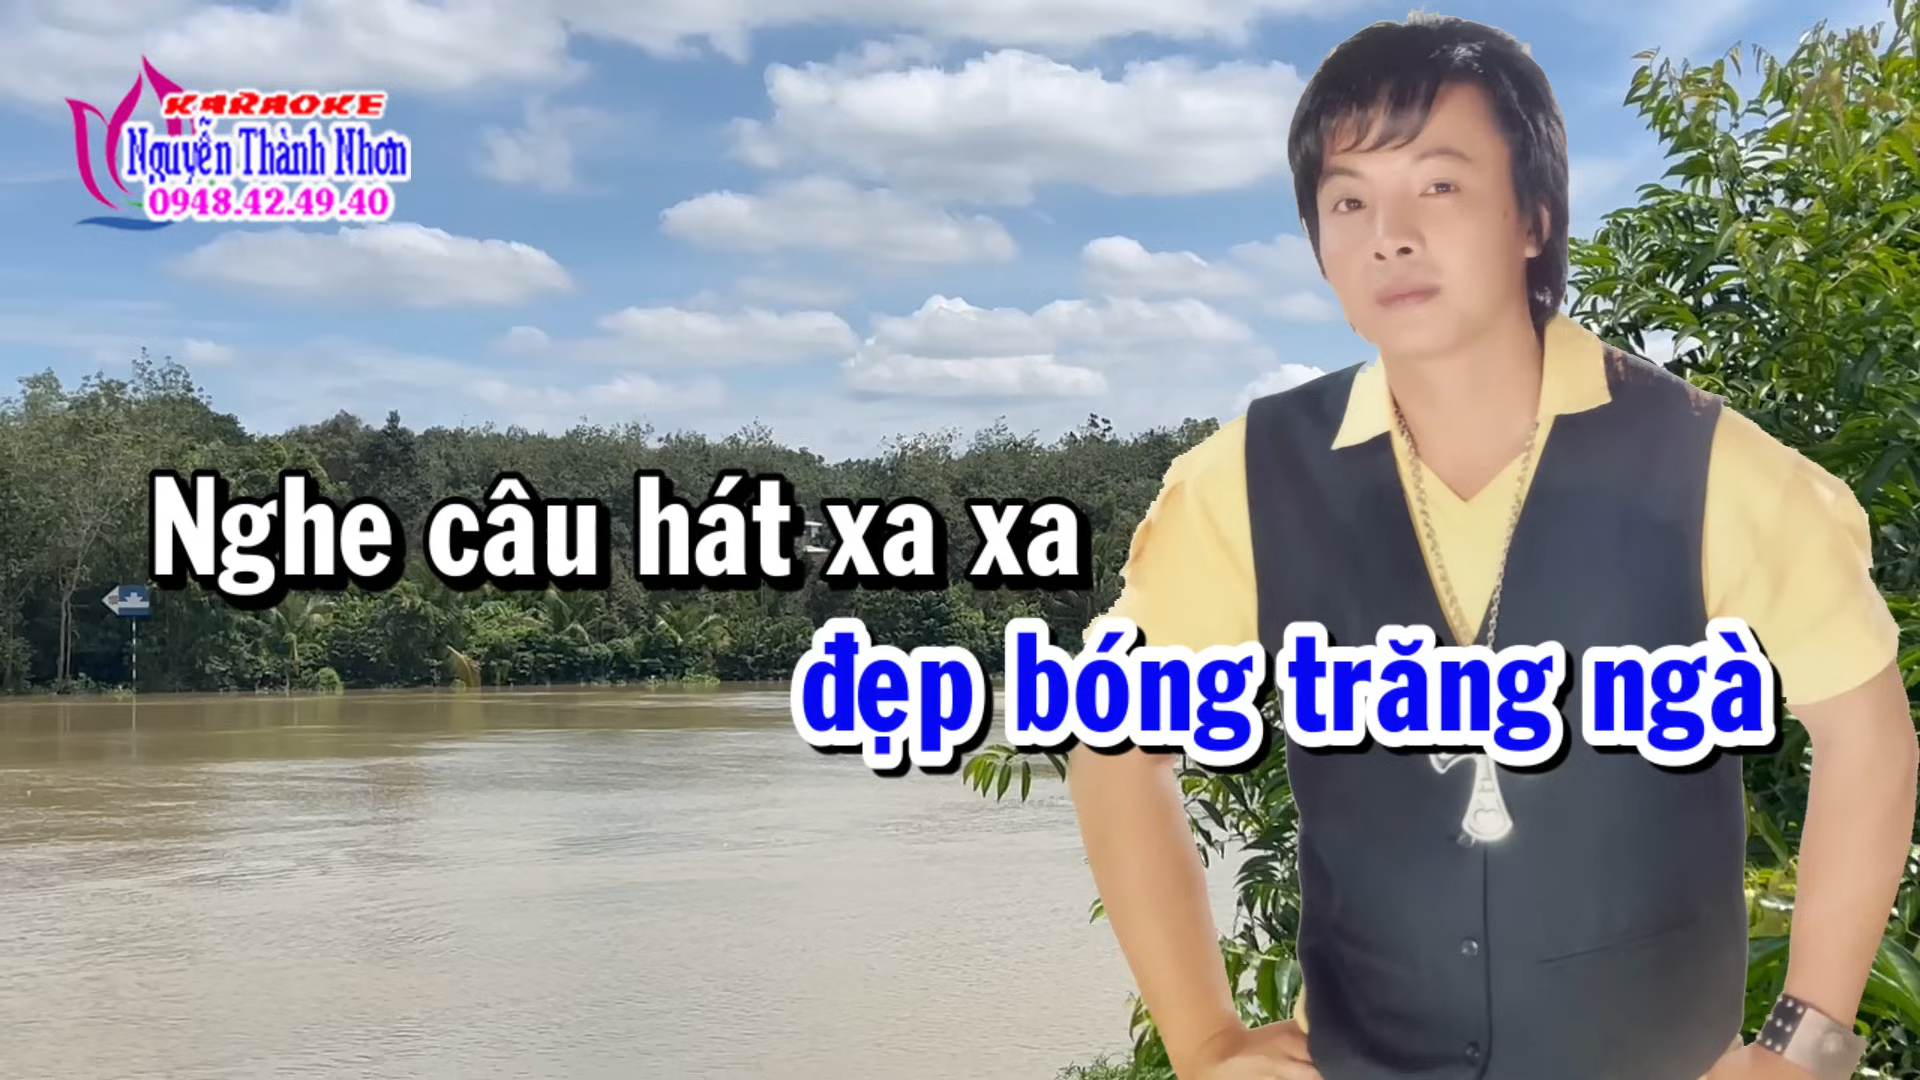 KARAOKE
Nguyễn Thành Nhơn
0948.42.49.40
Nghe câu hát xa xa
đẹp bóng trăng ngà